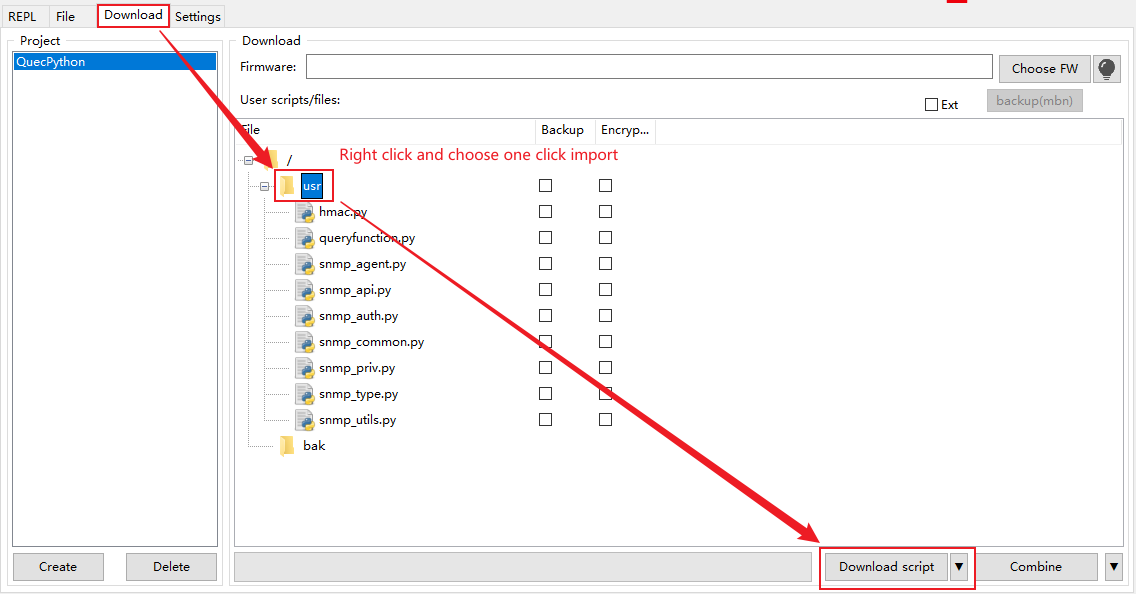 REPL File Download Settings
Project
QuecPython
Create Delete
Download
Firmware: Choose FW
User scripts/files: Ext backup(mbn)
File Backup Encryp...
/
Right click and choose one click import
usr
hmac.py
queryfunction.py
snmp_agent.py
snmp_api.py
snmp_auth.py
snmp_common.py
snmp_priv.py
snmp_type.py
snmp_utils.py
bak
Download script Combine